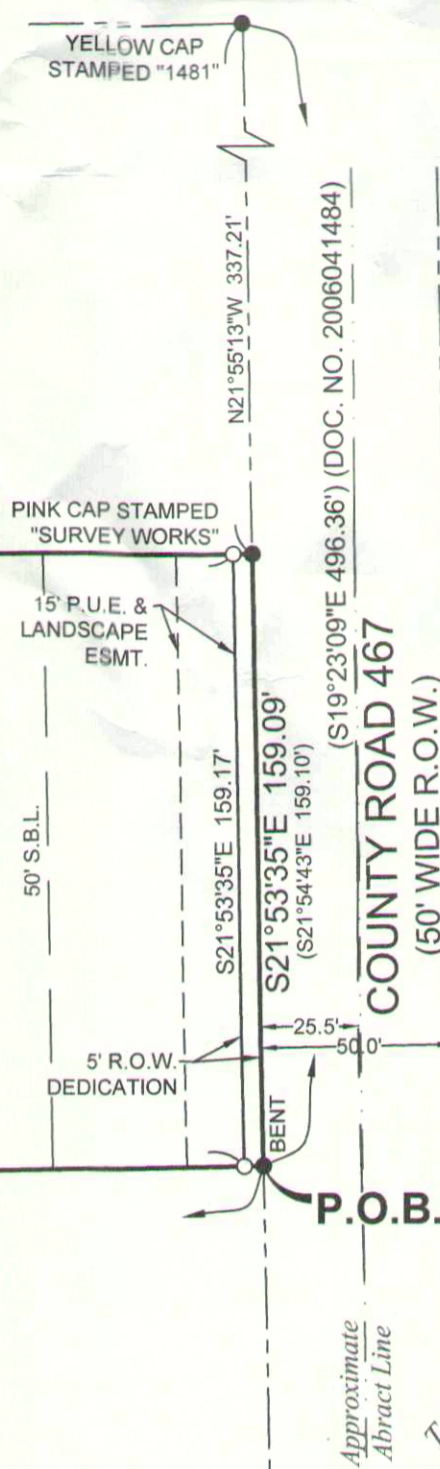 YELLOW CAP
STAMPED "1481"
N21°55'13"W 337.21'
(S19°23'09"E 496.36') (DOC. NO. 2006041484)
PINK CAP STAMPED
"SURVEY WORKS"
15' P.U.E. &
LANDSCAPE
ESMT.
50' S.B.L.
S21°53'35"E 159.17'
S21°53'35"E 159.09'
(S21°54'43"E 159.10')
COUNTY ROAD 467
(50' WIDE R.O.W.)
5' R.O.W.
DEDICATION
25.5'
50.0'
BENT
P.O.B.
Approximate
Abract Line